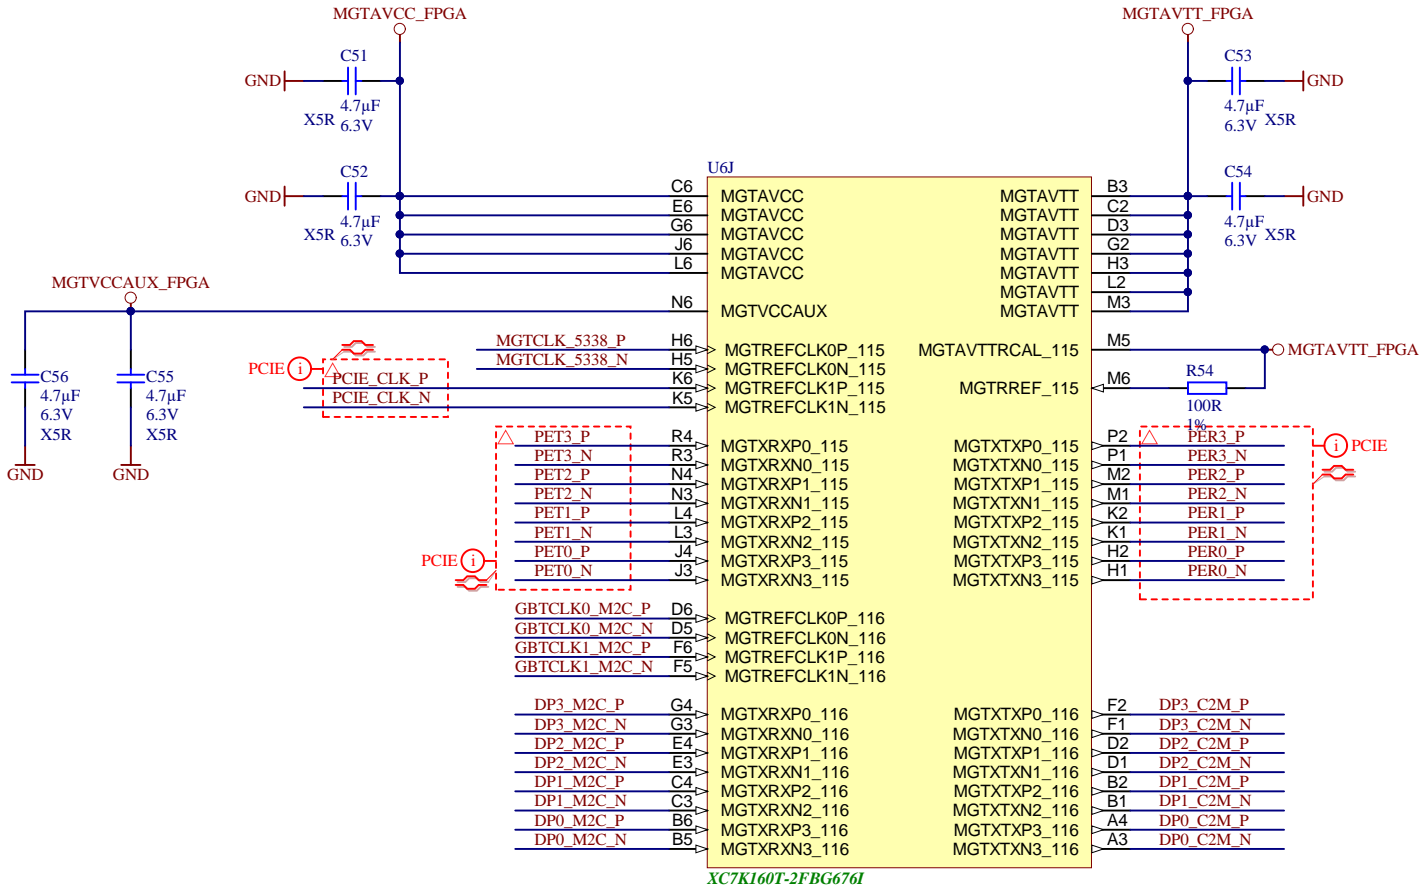 MGTAVCC_FPGA
MGTAVTT_FPGA
C51
GND
4.7µF
X5R
6.3V
C53
GND
4.7µF
6.3V
X5R
C52
GND
4.7µF
X5R
6.3V
C54
GND
4.7µF
6.3V
X5R
U6J
C6 MGTAVCC
E6 MGTAVCC
G6 MGTAVCC
J6 MGTAVCC
L6 MGTAVCC
MGTAVTT B3
MGTAVTT C2
MGTAVTT D3
MGTAVTT G2
MGTAVTT H3
MGTAVTT L2
MGTAVTT M3
MGTVCCAUX_FPGA
N6 MGTVCCAUX
C56
4.7µF
6.3V
X5R
GND
C55
4.7µF
6.3V
X5R
GND
MGTCLK_5338_P H6 MGTREFCLK0P_115
MGTCLK_5338_N H5 MGTREFCLK0N_115
PCIE i
PCIE_CLK_P K6 MGTREFCLK1P_115
PCIE_CLK_N K5 MGTREFCLK1N_115
MGTAVTTRCAL_115 M5 MGTAVTT_FPGA
MGTRREF_115 M6
R54
100R
1%
PET3_P R4 MGTXRXP0_115
PET3_N R3 MGTXRXN0_115
PET2_P N4 MGTXRXP1_115
PET2_N N3 MGTXRXN1_115
PET1_P L4 MGTXRXP2_115
PET1_N L3 MGTXRXN2_115
PCIE i
PET0_P J4 MGTXRXP3_115
PET0_N J3 MGTXRXN3_115
MGTXTXP0_115 P2 PER3_P
i PCIE
MGTXTXN0_115 P1 PER3_N
MGTXTXP1_115 M2 PER2_P
MGTXTXN1_115 M1 PER2_N
MGTXTXP2_115 K2 PER1_P
MGTXTXN2_115 K1 PER1_N
MGTXTXP3_115 H2 PER0_P
MGTXTXN3_115 H1 PER0_N
GBTCLK0_M2C_P D6 MGTREFCLK0P_116
GBTCLK0_M2C_N D5 MGTREFCLK0N_116
GBTCLK1_M2C_P F6 MGTREFCLK1P_116
GBTCLK1_M2C_N F5 MGTREFCLK1N_116
DP3_M2C_P G4 MGTXRXP0_116
DP3_M2C_N G3 MGTXRXN0_116
DP2_M2C_P E4 MGTXRXP1_116
DP2_M2C_N E3 MGTXRXN1_116
DP1_M2C_P C4 MGTXRXP2_116
DP1_M2C_N C3 MGTXRXN2_116
DP0_M2C_P B6 MGTXRXP3_116
DP0_M2C_N B5 MGTXRXN3_116
MGTXTXP0_116 F2 DP3_C2M_P
MGTXTXN0_116 F1 DP3_C2M_N
MGTXTXP1_116 D2 DP2_C2M_P
MGTXTXN1_116 D1 DP2_C2M_N
MGTXTXP2_116 B2 DP1_C2M_P
MGTXTXN2_116 B1 DP1_C2M_N
MGTXTXP3_116 A4 DP0_C2M_P
MGTXTXN3_116 A3 DP0_C2M_N
XC7K160T-2FBG676I